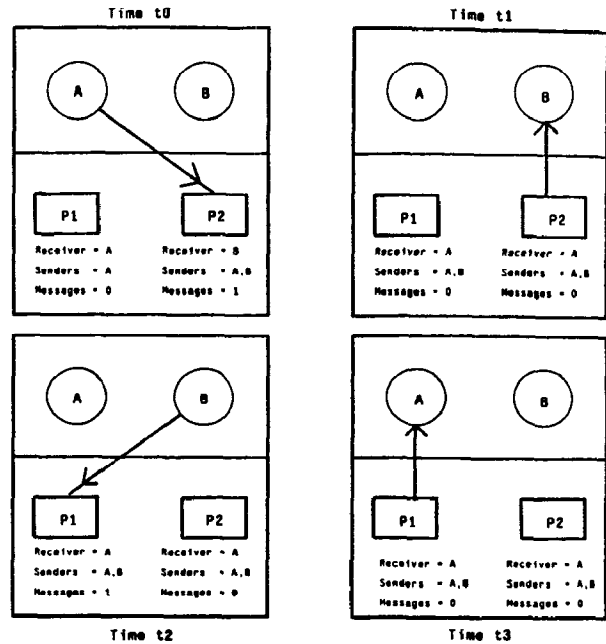 Time t0
A
B
P1
P2
Receiver = A
Senders = A
Messages = 0
Receiver = B
Senders = A,B
Messages = 1
Time t1
A
B
P1
P2
Receiver = A
Senders = A,B
Messages = 0
Receiver = A
Senders = A,B
Messages = 0
A
B
P1
P2
Receiver = A
Senders = A,B
Messages = 1
Receiver = A
Senders = A,B
Messages = 0
Time t2
A
B
P1
P2
Receiver = A
Senders = A,B
Messages = 0
Receiver = A
Senders = A,B
Messages = 0
Time t3